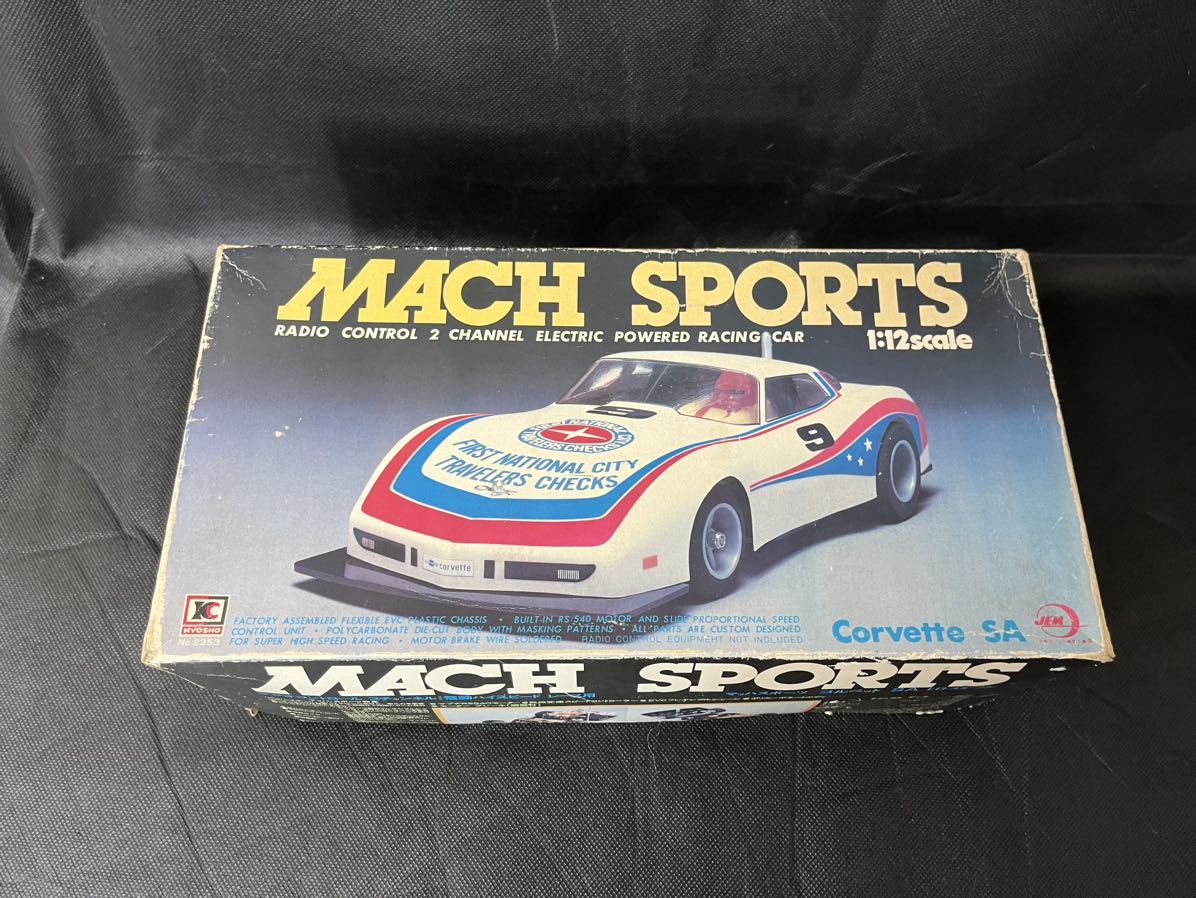 MACH SPORTS
RADIO CONTROL 2 CHANNEL ELECTRIC POWERED RACING CAR
1:12scale
9
9
FIRST NATIONAL CITY
TRAVELERS CHECKS
corvette
KC
KYOSHO
No.2353
FACTORY ASSEMBLED FLEXIBLE EVC PLASTIC CHASSIS • BUILT-IN RS-540 MOTOR AND SLIDE PROPORTIONAL SPEED
CONTROL UNIT • POLYCARBONATE DIE-CUT BODY WITH MASKING PATTERNS • ALL PARTS ARE CUSTOM DESIGNED
FOR SUPER HIGH SPEED RACING • MOTOR BRAKE WIRE SOLDERED RADIO CONTROL EQUIPMENT NOT INCLUDED
Corvette SA
JEM
MACH SPORTS